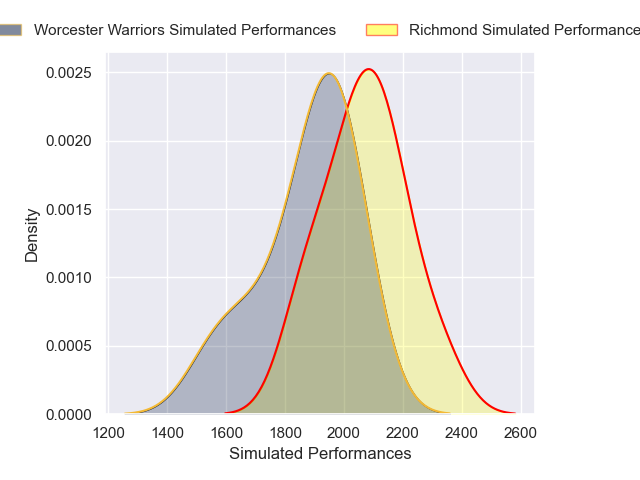 Worcester Warriors Simulated Performances
Richmond Simulated Performance
0.0025
0.0020
0.0015
0.0010
0.0005
0.0000
Density
1200 1400 1600 1800 2000 2200 2400 2600
Simulated Performances